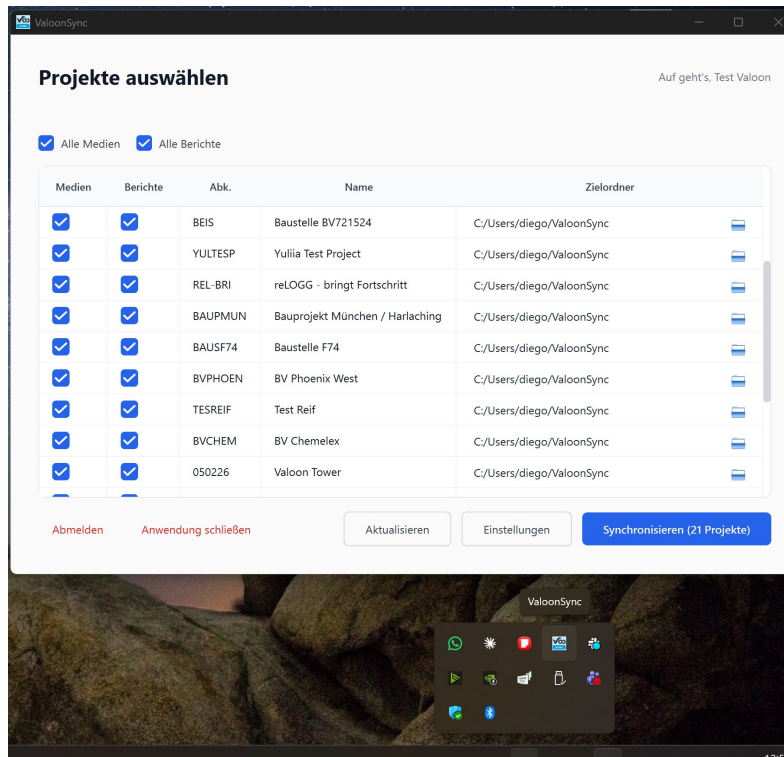 ValoonSync
Projekte auswählen
Auf geht's, Test Valoon
Alle Medien Alle Berichte
Medien Berichte Abk. Name Zielordner
BEIS Baustelle BV721524 C:/Users/diego/ValoonSync
YULTESP Yuliia Test Project C:/Users/diego/ValoonSync
REL-BRI reLOGG - bringt Fortschritt C:/Users/diego/ValoonSync
BAUPMUN Bauprojekt München / Harlaching C:/Users/diego/ValoonSync
BAUSF74 Baustelle F74 C:/Users/diego/ValoonSync
BVPHOEN BV Phoenix West C:/Users/diego/ValoonSync
TESREIF Test Reif C:/Users/diego/ValoonSync
BVCHEM BV Chemelex C:/Users/diego/ValoonSync
050226 Valoon Tower C:/Users/diego/ValoonSync
Abmelden Anwendung schließen Aktualisieren Einstellungen Synchronisieren (21 Projekte)
ValoonSync